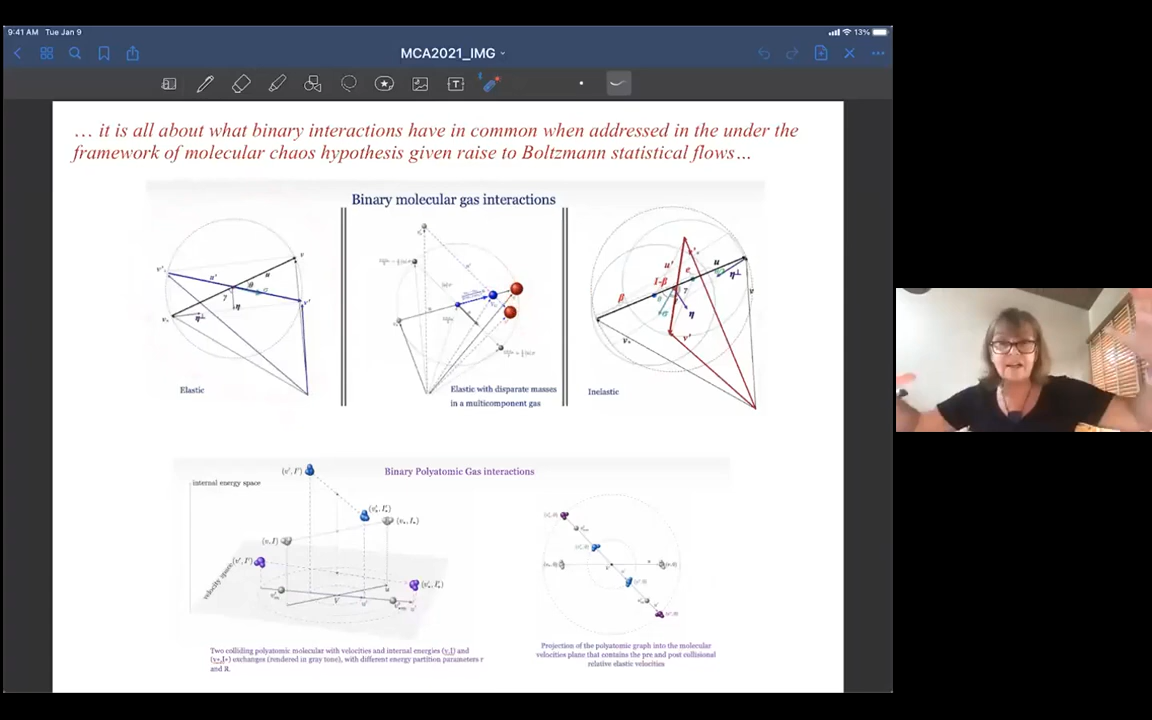 9:41 AM Tue Jan 9
13%
MCA2021_IMG
… it is all about what binary interactions have in common when addressed in the under the
framework of molecular chaos hypothesis given raise to Boltzmann statistical flows…
Binary molecular gas interactions
Elastic
Elastic with disparate masses
in a multicomponent gas
Inelastic
Binary Polyatomic Gas interactions
internal energy space
velocity space
(v', I')
(v'*, I'*)
(v*, I*)
(v, I)
(v', I')
(v'*, I'*)
Two colliding polyatomic molecular with velocities and internal energies (v,I) and
(v*,I*) exchanges (rendered in gray tone), with different energy partition parameters r
and R.
Projection of the polyatomic graph into the molecular
velocities plane that contains the pre and post collisional
relative elastic velocities